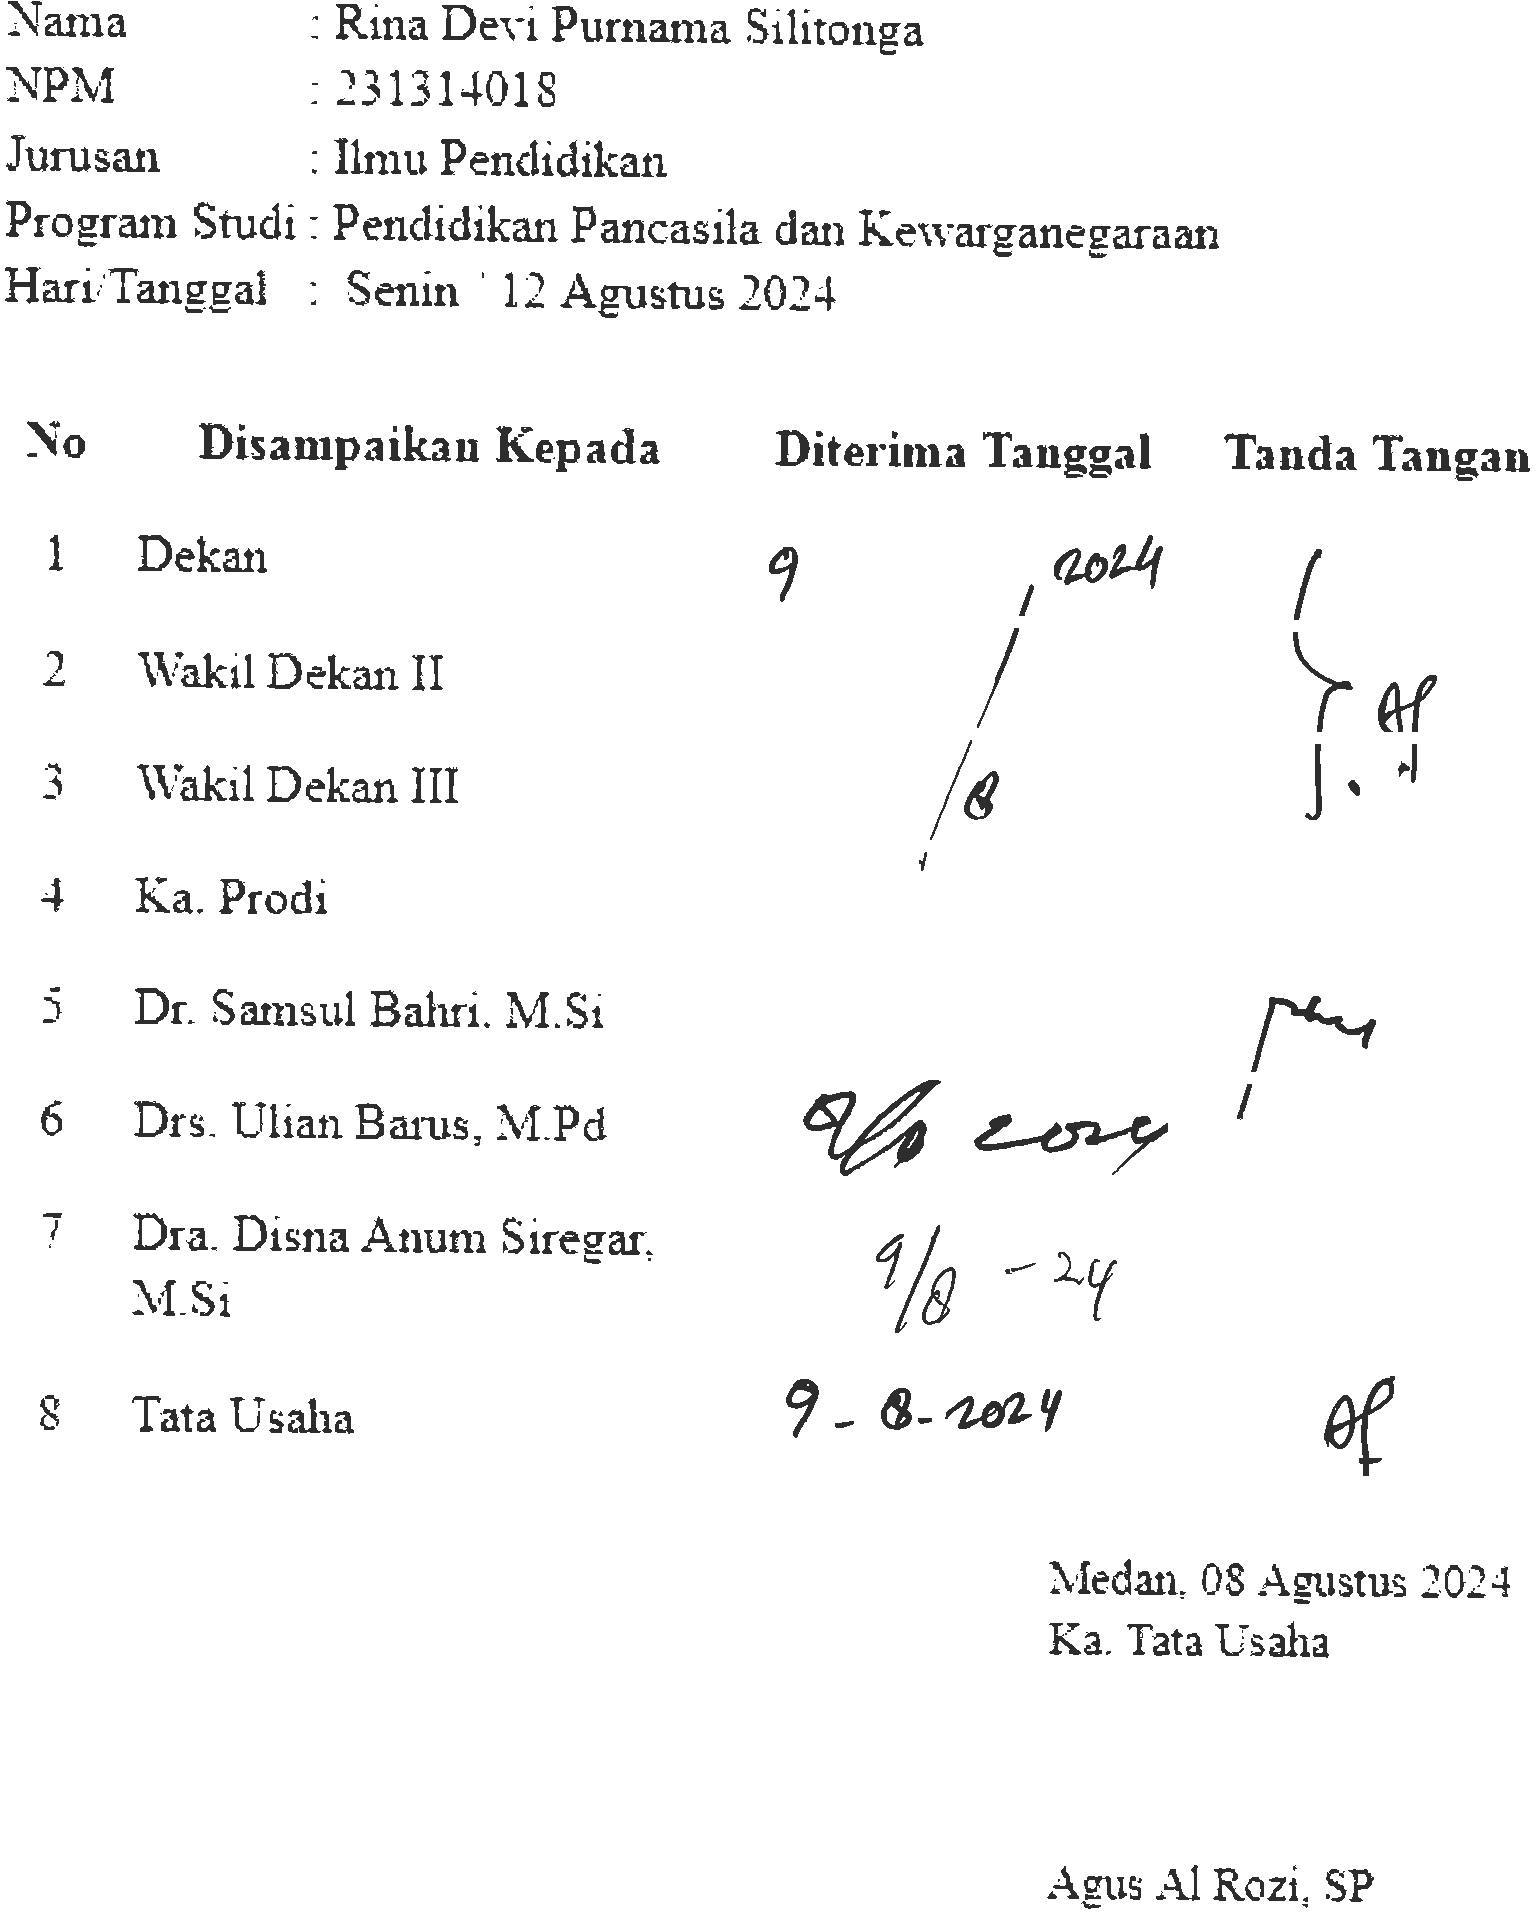 Nama : Rina Devi Purnama Silitonga
NPM : 231314018
Jurusan : Ilmu Pendidikan
Program Studi : Pendidikan Pancasila dan Kewarganegaraan
Hari/Tanggal : Senin ' 12 Agustus 2024
No Disampaikan Kepada Diterima Tanggal Tanda Tangan
1 Dekan 9 / 8 2024
2 Wakil Dekan II
3 Wakil Dekan III
4 Ka. Prodi
5 Dr. Samsul Bahri, M.Si
6 Drs. Ulian Barus, M.Pd 2024
7 Dra. Disna Anum Siregar, 9/8 - 24
M.Si
8 Tata Usaha 9 - 8 - 2024
Medan, 08 Agustus 2024
Ka. Tata Usaha
Agus Al Rozi, SP